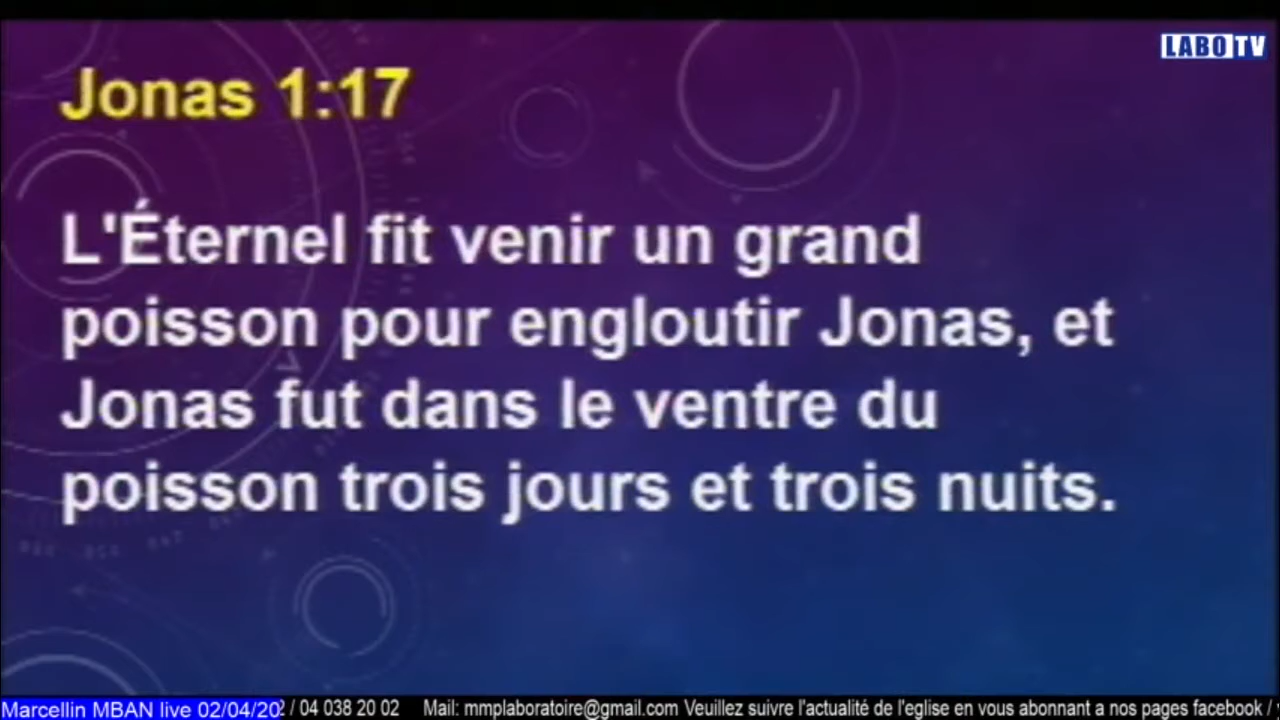 LABO TV
Jonas 1:17
L'Éternel fit venir un grand
poisson pour engloutir Jonas, et
Jonas fut dans le ventre du
poisson trois jours et trois nuits.
Marcellin MBAN live 02/04/20 / 04 038 20 02 Mail: mmplaboratoire@gmail.com Veuillez suivre l'actualité de l'eglise en vous abonnant a nos pages facebook /